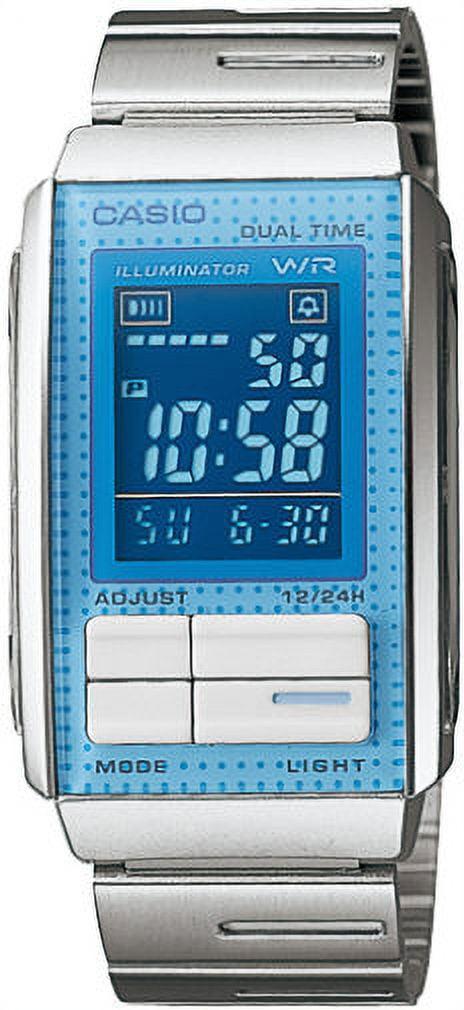 CASIO
DUAL TIME
ILLUMINATOR WR
50
P
10:58
SU 6-30
ADJUST 12/24H
MODE LIGHT